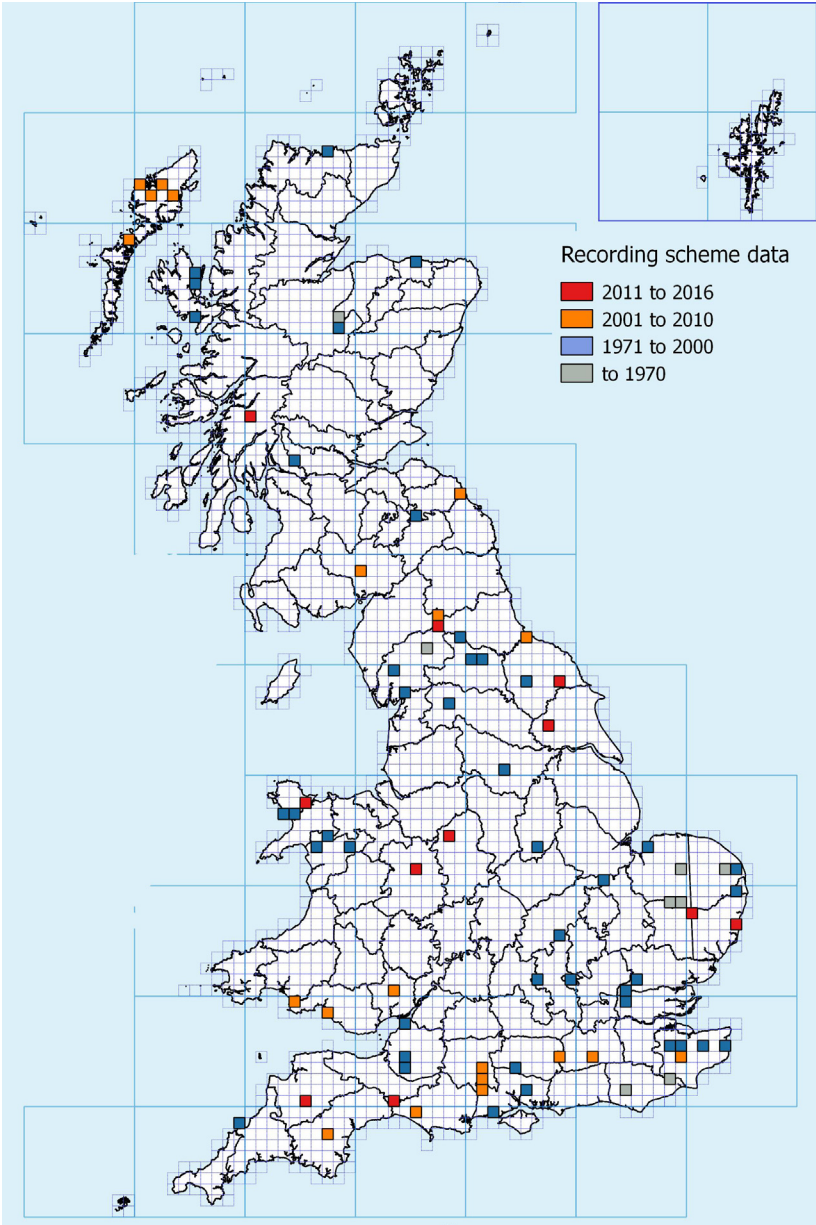 Recording scheme data
2011 to 2016
2001 to 2010
1971 to 2000
to 1970